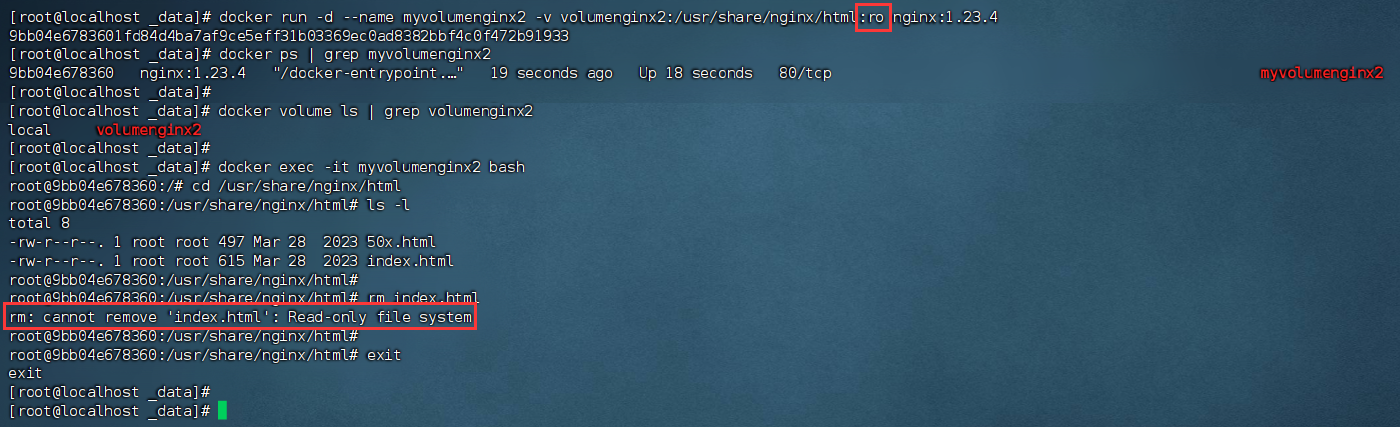 [root@localhost _data]# docker run -d --name myvolumenginx2 -v volumenginx2:/usr/share/nginx/html:ro nginx:1.23.4
9bb04e6783601fd84d4ba7af9ce5eff31b03369ec0ad8382bbf4c0f472b91933
[root@localhost _data]# docker ps | grep myvolumenginx2
9bb04e678360   nginx:1.23.4   "/docker-entrypoint.…"   19 seconds ago   Up 18 seconds   80/tcp   myvolumenginx2
[root@localhost _data]#
[root@localhost _data]# docker volume ls | grep volumenginx2
local     volumenginx2
[root@localhost _data]#
[root@localhost _data]# docker exec -it myvolumenginx2 bash
root@9bb04e678360:/# cd /usr/share/nginx/html
root@9bb04e678360:/usr/share/nginx/html# ls -l
total 8
-rw-r--r--. 1 root root 497 Mar 28  2023 50x.html
-rw-r--r--. 1 root root 615 Mar 28  2023 index.html
root@9bb04e678360:/usr/share/nginx/html#
root@9bb04e678360:/usr/share/nginx/html# rm index.html
rm: cannot remove 'index.html': Read-only file system
root@9bb04e678360:/usr/share/nginx/html#
root@9bb04e678360:/usr/share/nginx/html# exit
exit
[root@localhost _data]#
[root@localhost _data]#